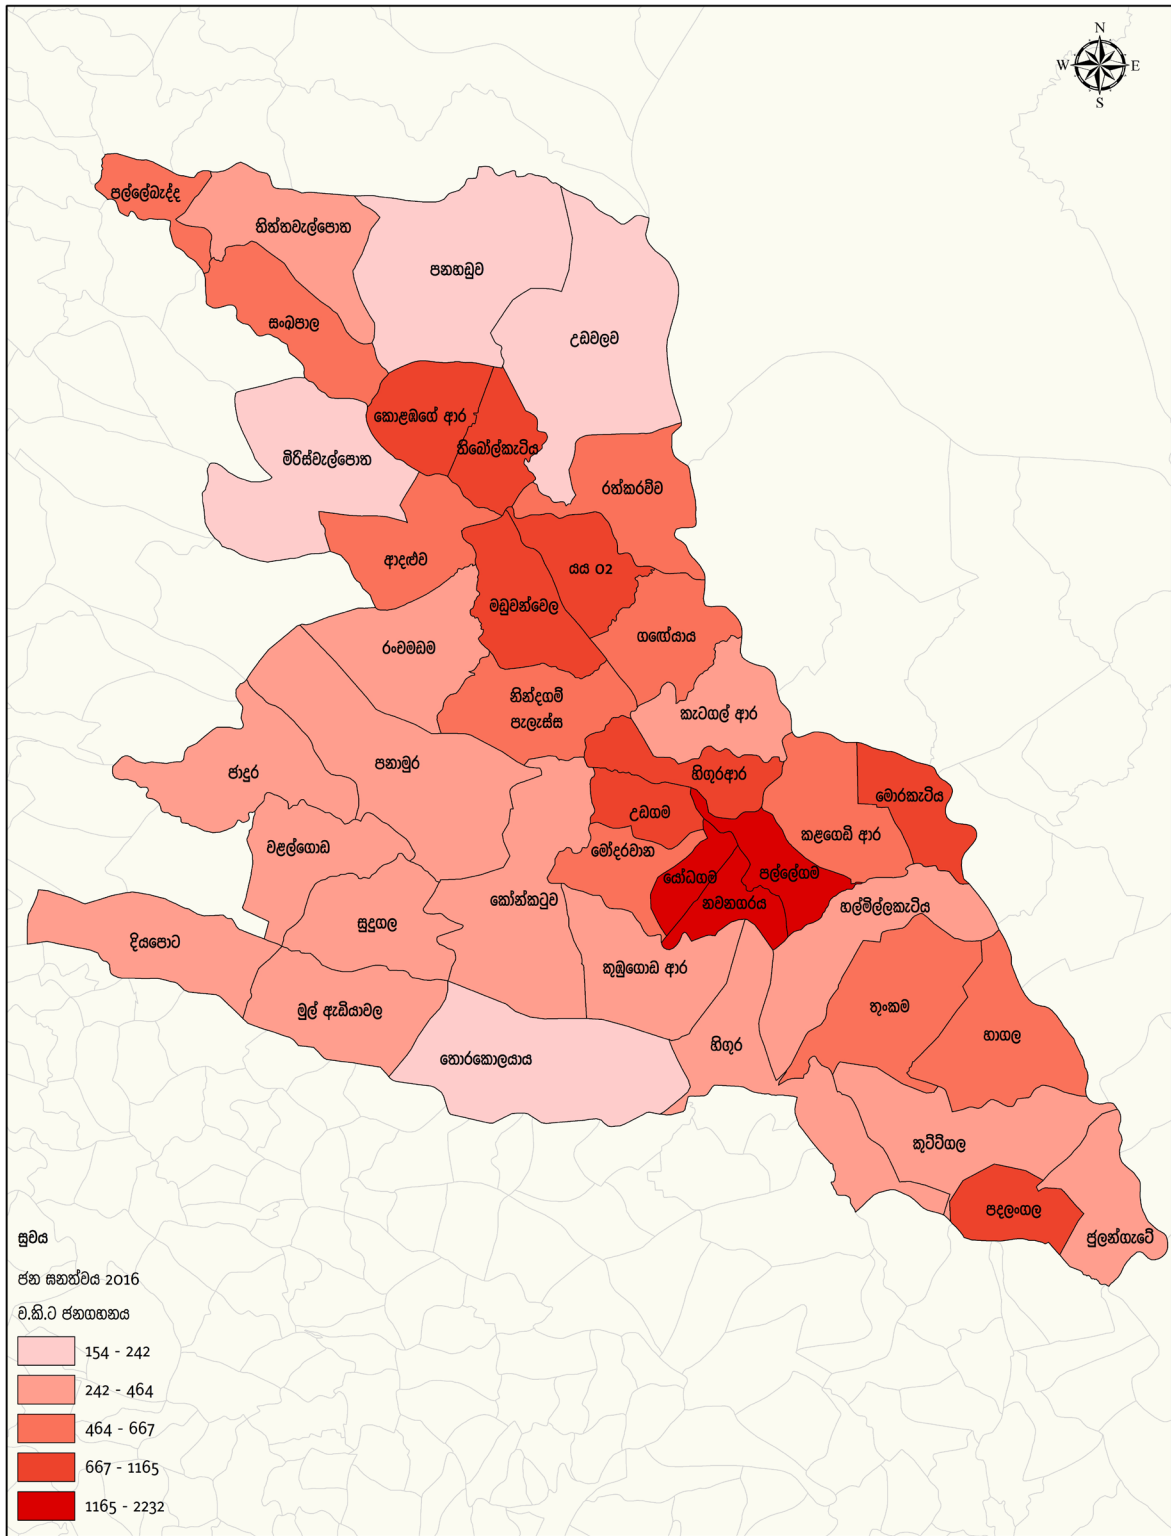 N
W E
S
පල්ලේබැද්ද
තිත්තවැල්පොත
පනහඩුව
සංඛපාල
උඩවලව
කොළඹගේ ආර
තිබෝල්කැටිය
මිරිස්වැල්පොත
රත්කරව්ව
ආදළුව
යය 02
මඩුවන්වෙල
ගඟේයාය
රංචමඩම
නින්දගම්
පැලැස්ස
කැටගල් ආර
පනාමුර
ජාදුර
හිගුරආර
මොරකැටිය
උඩගම
කළගෙඩි ආර
වළල්ගොඩ
මෝදරවාන
යෝධගම
පල්ලේගම
නවනගරය
හල්මිල්ලකැටිය
කෝන්කටුව
සුදුගල
දියපොට
කුඹුගොඩ ආර
තුංකම
මුල් ඇඩියාවල
හාගල
හිගුර
තොරකොලයාය
කුට්ටිගල
පදලංගල
ජුලන්ගැටේ
සුචය
ජන ඝනත්වය 2016
ව.කි.ට ජනගහනය
154 - 242
242 - 464
464 - 667
667 - 1165
1165 - 2232